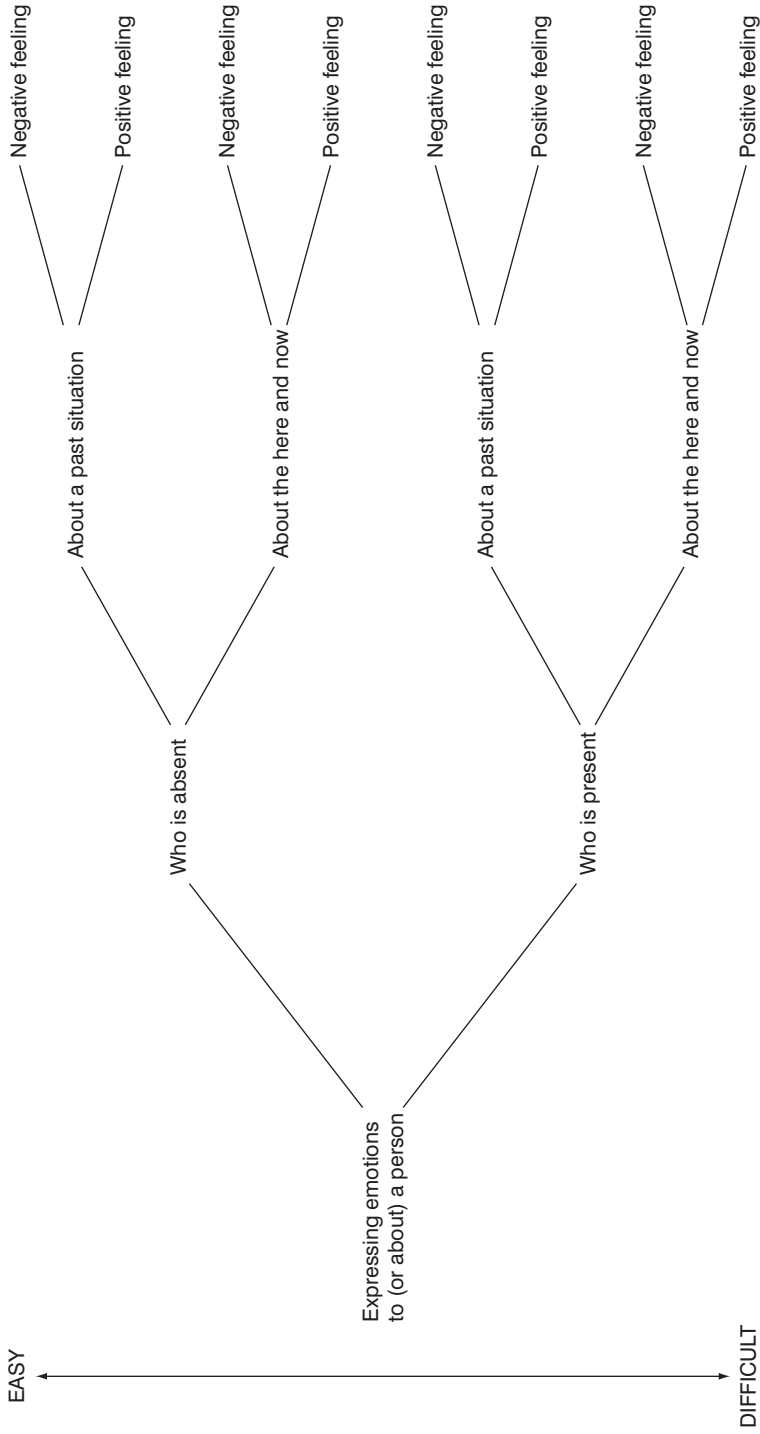 EASY
DIFFICULT
Expressing emotions
to (or about) a person
Who is absent
Who is present
About a past situation
About the here and now
About a past situation
About the here and now
Negative feeling
Positive feeling
Negative feeling
Positive feeling
Negative feeling
Positive feeling
Negative feeling
Positive feeling